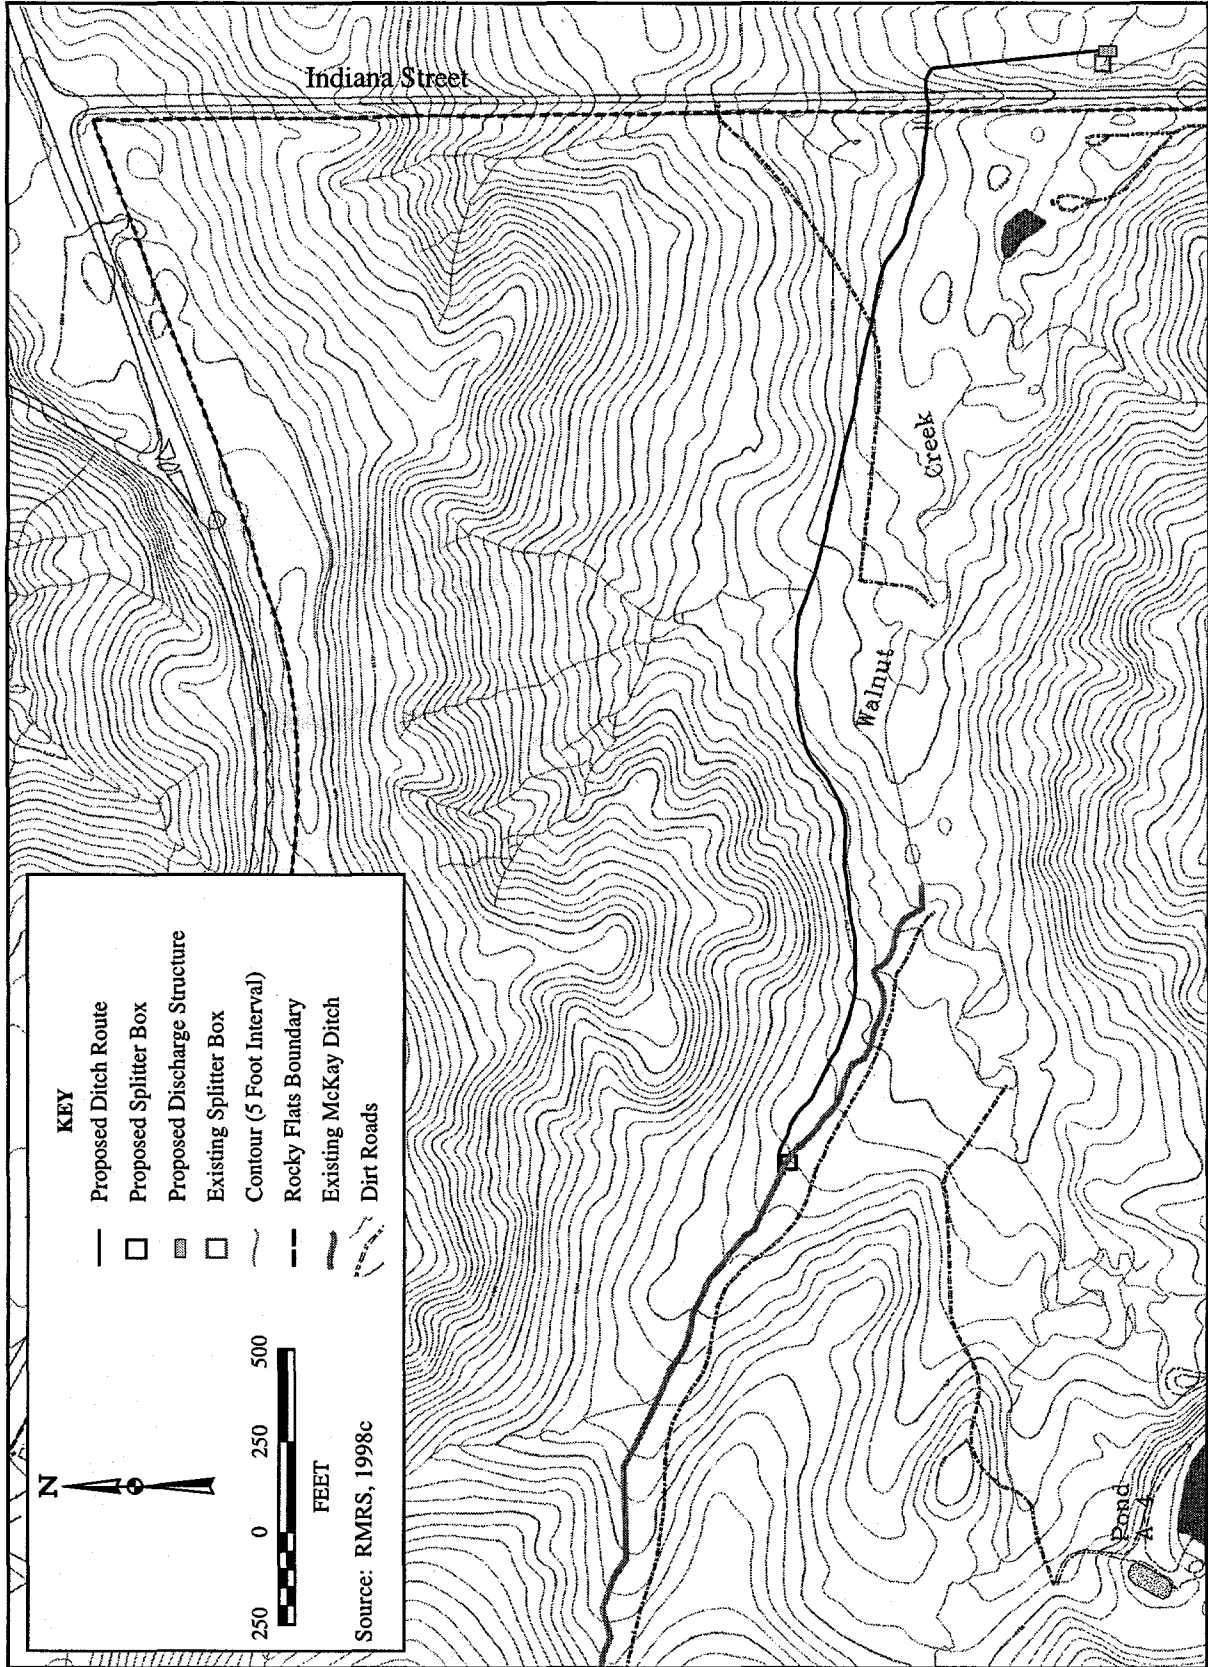 Indiana Street
Creek
Walnut
Pond
A-4
KEY
Proposed Ditch Route
Proposed Splitter Box
Proposed Discharge Structure
Existing Splitter Box
Contour (5 Foot Interval)
Rocky Flats Boundary
Existing McKay Ditch
Dirt Roads
N
250 0 250 500
FEET
Source: RMRS, 1998c